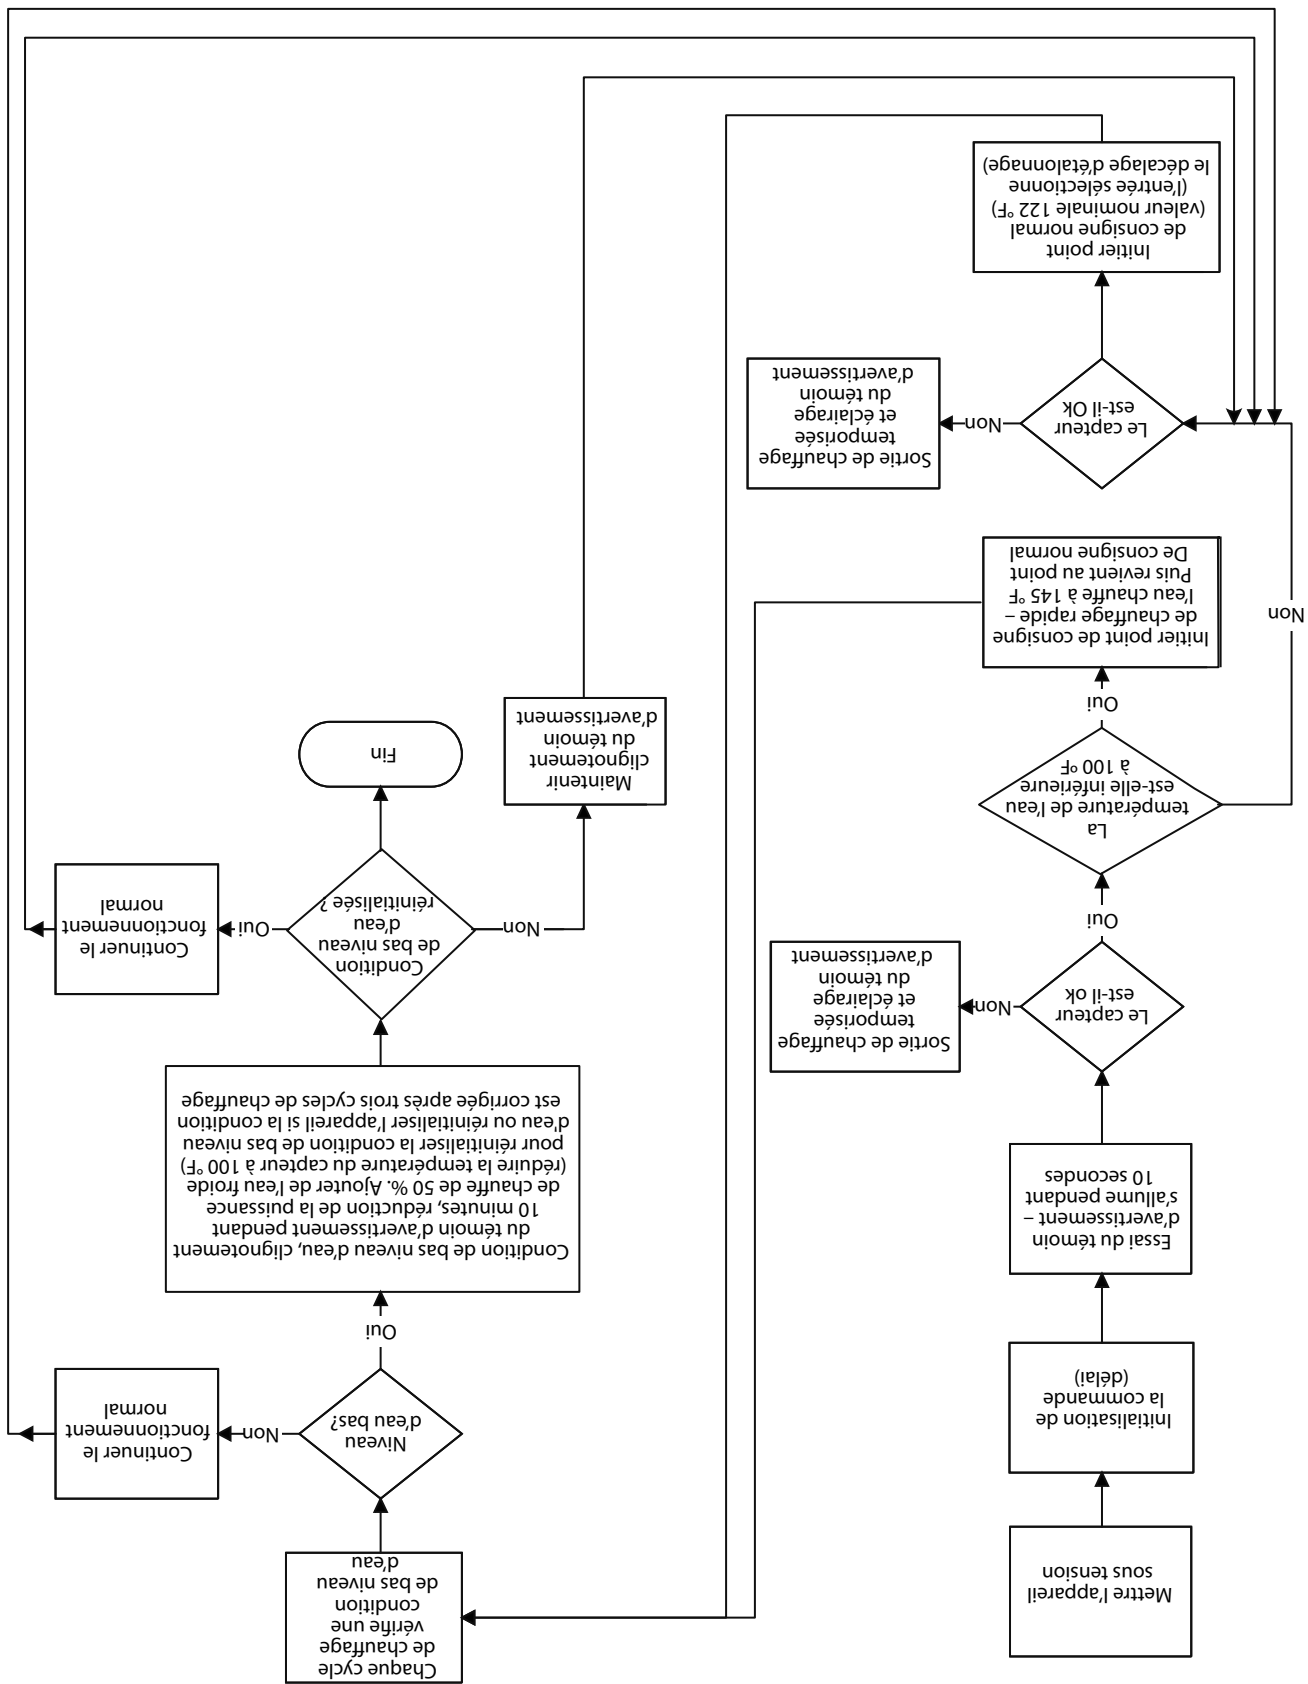 Mettre l'appareil
sous tension
Initialisation de
la commande
(délai)
Essai du témoin
d'avertissement –
s'allume pendant
10 secondes
Le capteur
est-il ok
Non
Sortie de chauffage
temporisée
et éclairage
du témoin
d'avertissement
Oui
La
température de l'eau
est-elle inférieure
à 100 °F
Oui
Non
Initier point de consigne
de chauffage rapide –
l'eau chauffe à 145 °F
Puis revient au point
De consigne normal
Le capteur
est-il Ok
Non
Sortie de chauffage
temporisée
et éclairage
du témoin
d'avertissement
Initier point
de consigne normal
(valeur nominale 122 °F)
(l'entrée sélectionne
le décalage d'étalonnage)
Chaque cycle
de chauffage
vérifie une
condition
de bas niveau
d'eau
Niveau
d'eau bas?
Non
Continuer le
fonctionnement
normal
Oui
Condition de bas niveau d'eau, clignotement
du témoin d'avertissement pendant
10 minutes, réduction de la puissance
de chauffe de 50 %. Ajouter de l'eau froide
(réduire la température du capteur à 100 °F)
pour réinitialiser la condition de bas niveau
d'eau ou réinitialiser l'appareil si la condition
est corrigée après trois cycles de chauffage
Condition
de bas niveau
d'eau
réinitialisée ?
Non
Oui
Continuer le
fonctionnement
normal
Maintenir
clignotement
du témoin
d'avertissement
Fin